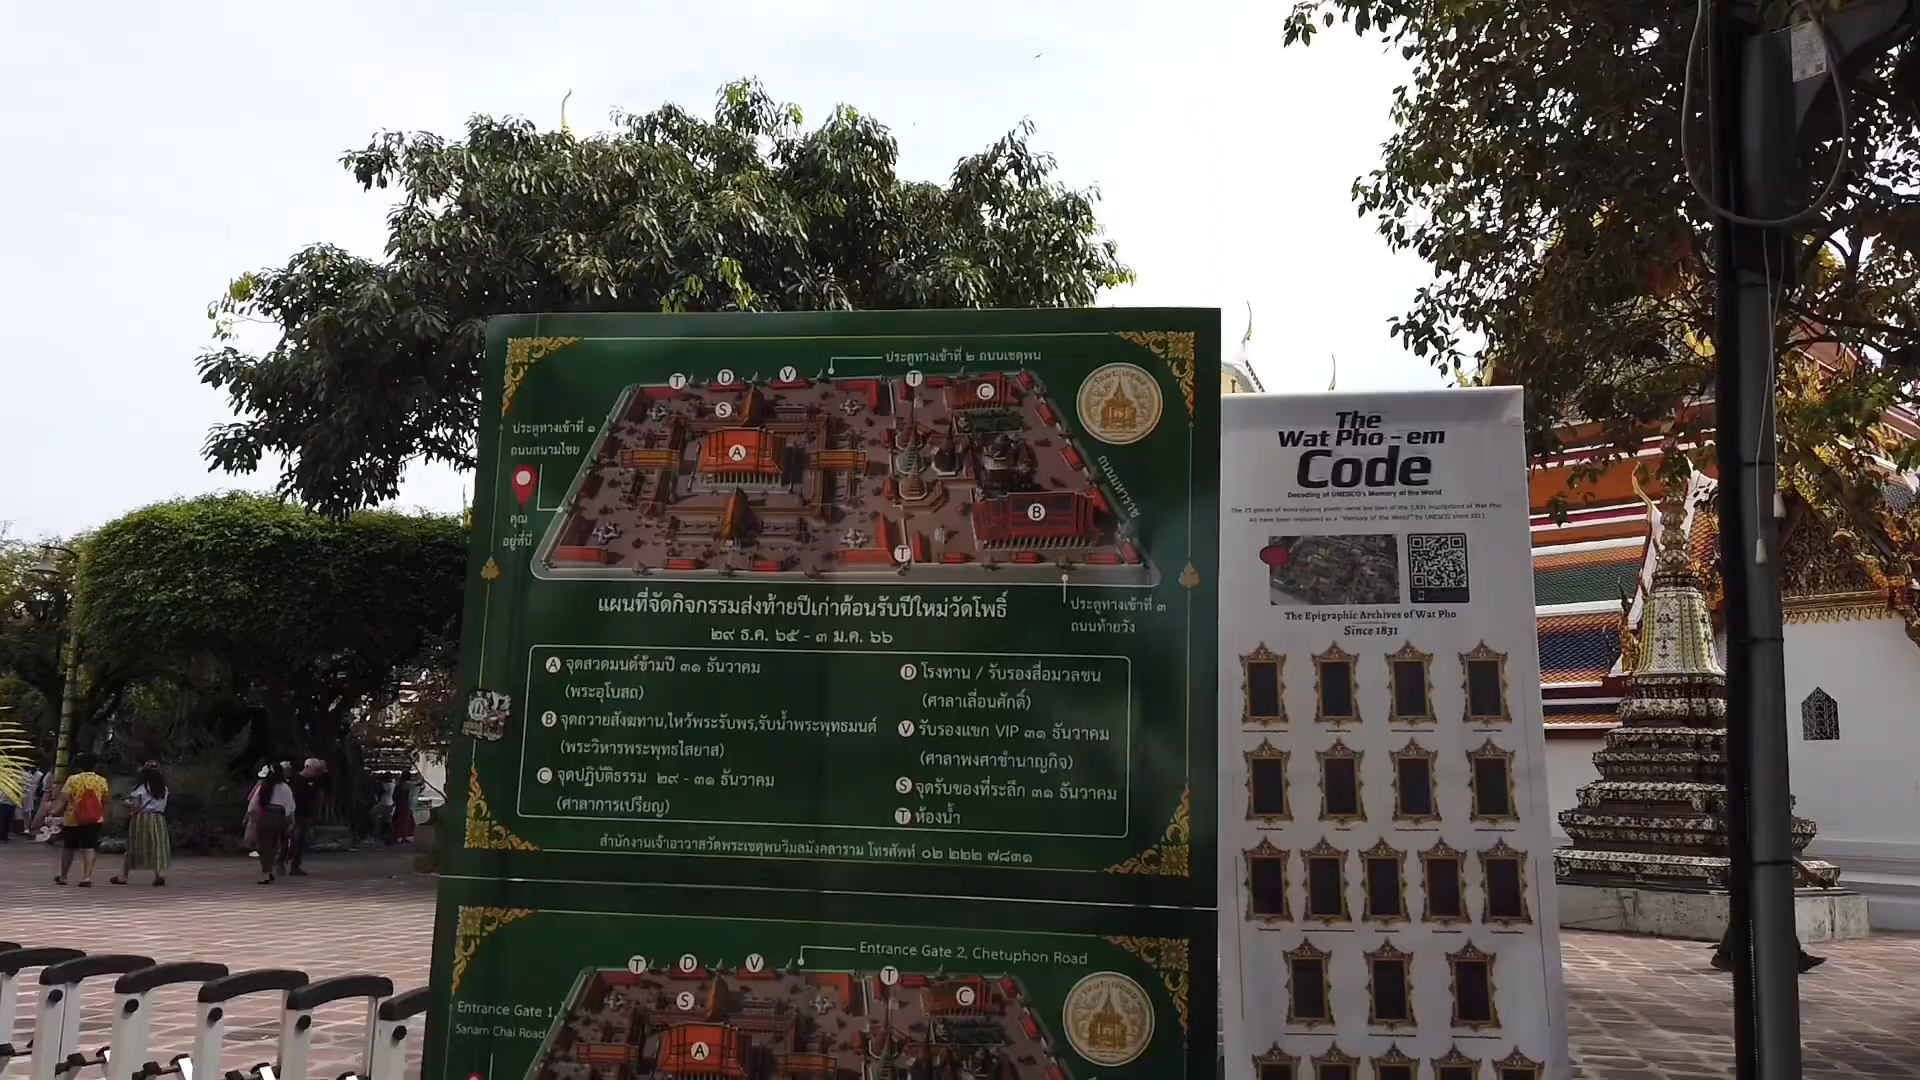 ประตูทางเข้าที่ ๒ ถนนเชตุพน
T
D
V
T
C
S
A
B
T
ประตูทางเข้าที่ ๑
ถนนสนามไชย
คุณ
อยู่ที่นี่
ถนนมหาราช
ประตูทางเข้าที่ ๓
ถนนท้ายวัง
แผนที่จัดกิจกรรมส่งท้ายปีเก่าต้อนรับปีใหม่วัดโพธิ์
๒๙ ธ.ค. ๖๕ - ๓ ม.ค. ๖๖
A จุดสวดมนต์ข้ามปี ๓๑ ธันวาคม
(พระอุโบสถ)
B จุดถวายสังฆทาน,ไหว้พระรับพร,รับน้ำพระพุทธมนต์
(พระวิหารพระพุทธไสยาส)
C จุดปฏิบัติธรรม ๒๙ - ๓๑ ธันวาคม
(ศาลาการเปรียญ)
D โรงทาน / รับรองสื่อมวลชน
(ศาลาเลื่อนศักดิ์)
V รับรองแขก VIP ๓๑ ธันวาคม
(ศาลาพงศาชำนาญกิจ)
S จุดรับของที่ระลึก ๓๑ ธันวาคม
T ห้องน้ำ
สำนักงานเจ้าอาวาสวัดพระเชตุพนวิมลมังคลาราม โทรศัพท์ ๐๒ ๒๒๒ ๗๘๓๑
Entrance Gate 2, Chetuphon Road
T
D
V
T
C
S
A
Entrance Gate 1,
Sanam Chai Road
The
Wat Pho-em
Code
Decoding of UNESCO's Memory of the World
The Epigraphic Archives of Wat Pho
Since 1831